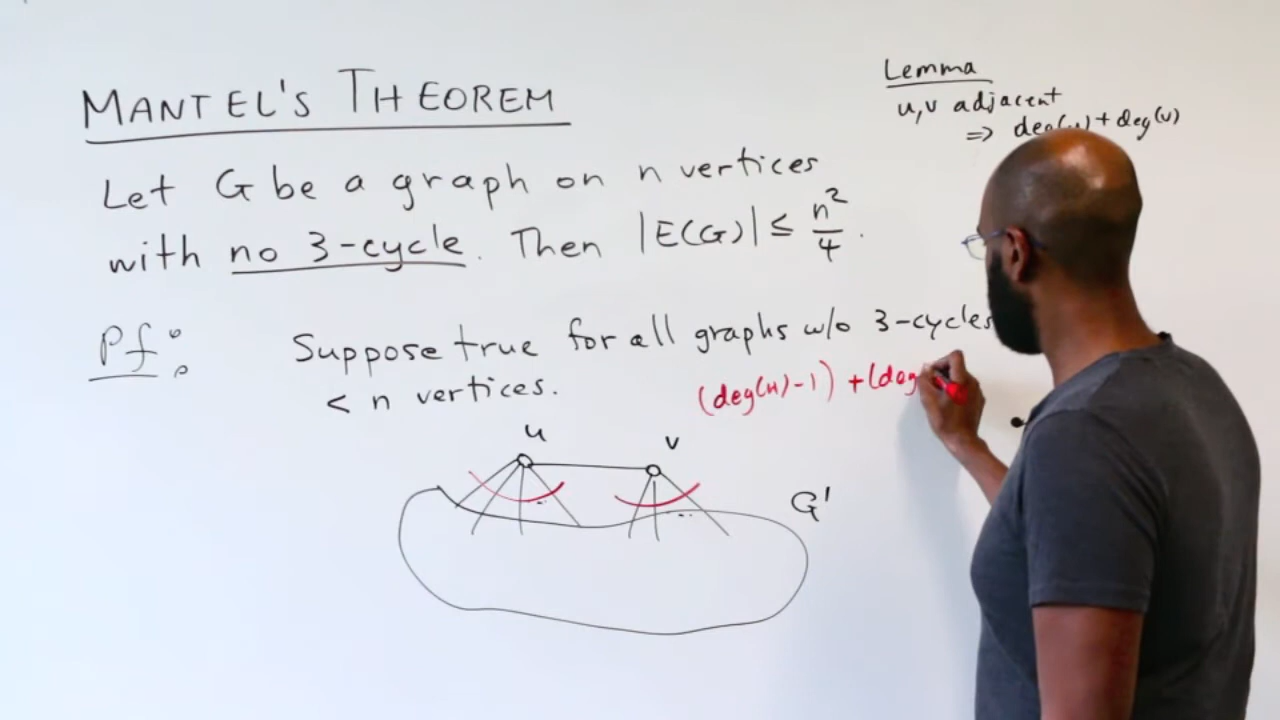 MANTEL'S THEOREM
Let G be a graph on n vertices
with no 3-cycle. Then |E(G)| ≤ n²/4.
Lemma
u,v adjacent
⇒ deg(u) + deg(v)
Pf:
Suppose true for all graphs w/o 3-cycles
< n vertices.
(deg(u)-1) + (deg
u
v
G'